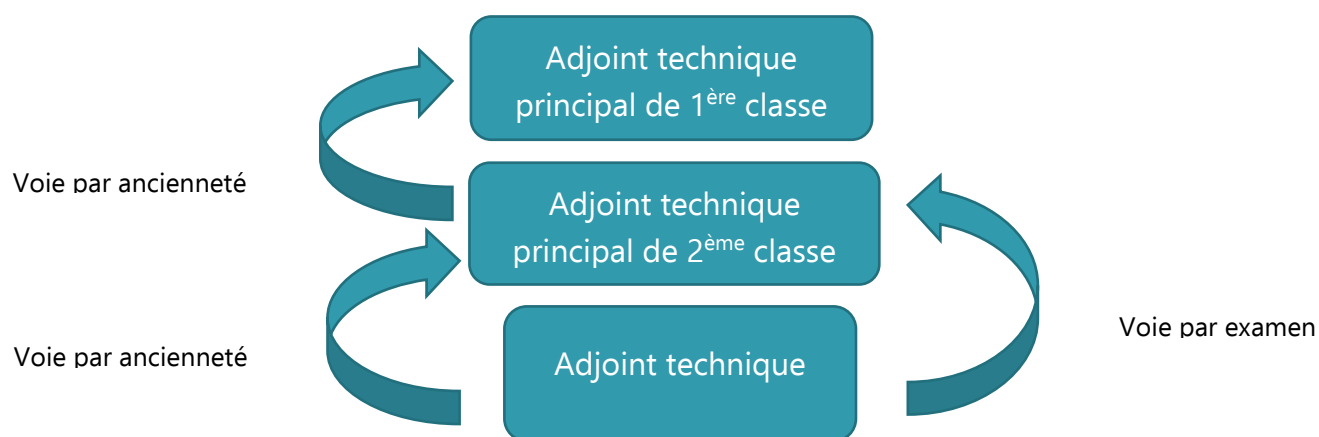 Adjoint technique
principal de 1ère classe
Voie par ancienneté
Adjoint technique
principal de 2ème classe
Voie par examen
Voie par ancienneté
Adjoint technique